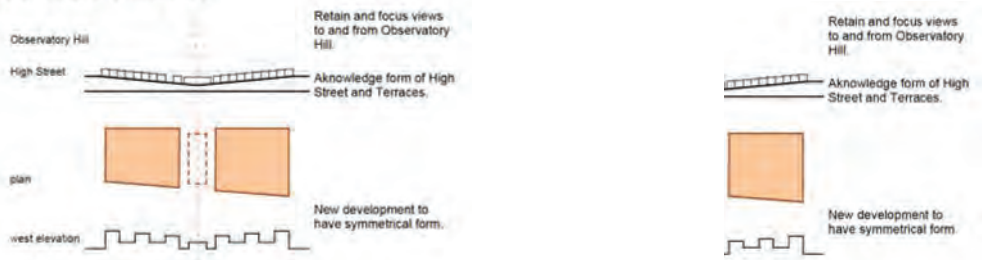 Observatory Hill
Retain and focus views
to and from Observatory
Hill.
High Street
Aknowledge form of High
Street and Terraces.
plan
west elevation
New development to
have symmetrical form.
Retain and focus views
to and from Observatory
Hill.
Aknowledge form of High
Street and Terraces.
New development to
have symmetrical form